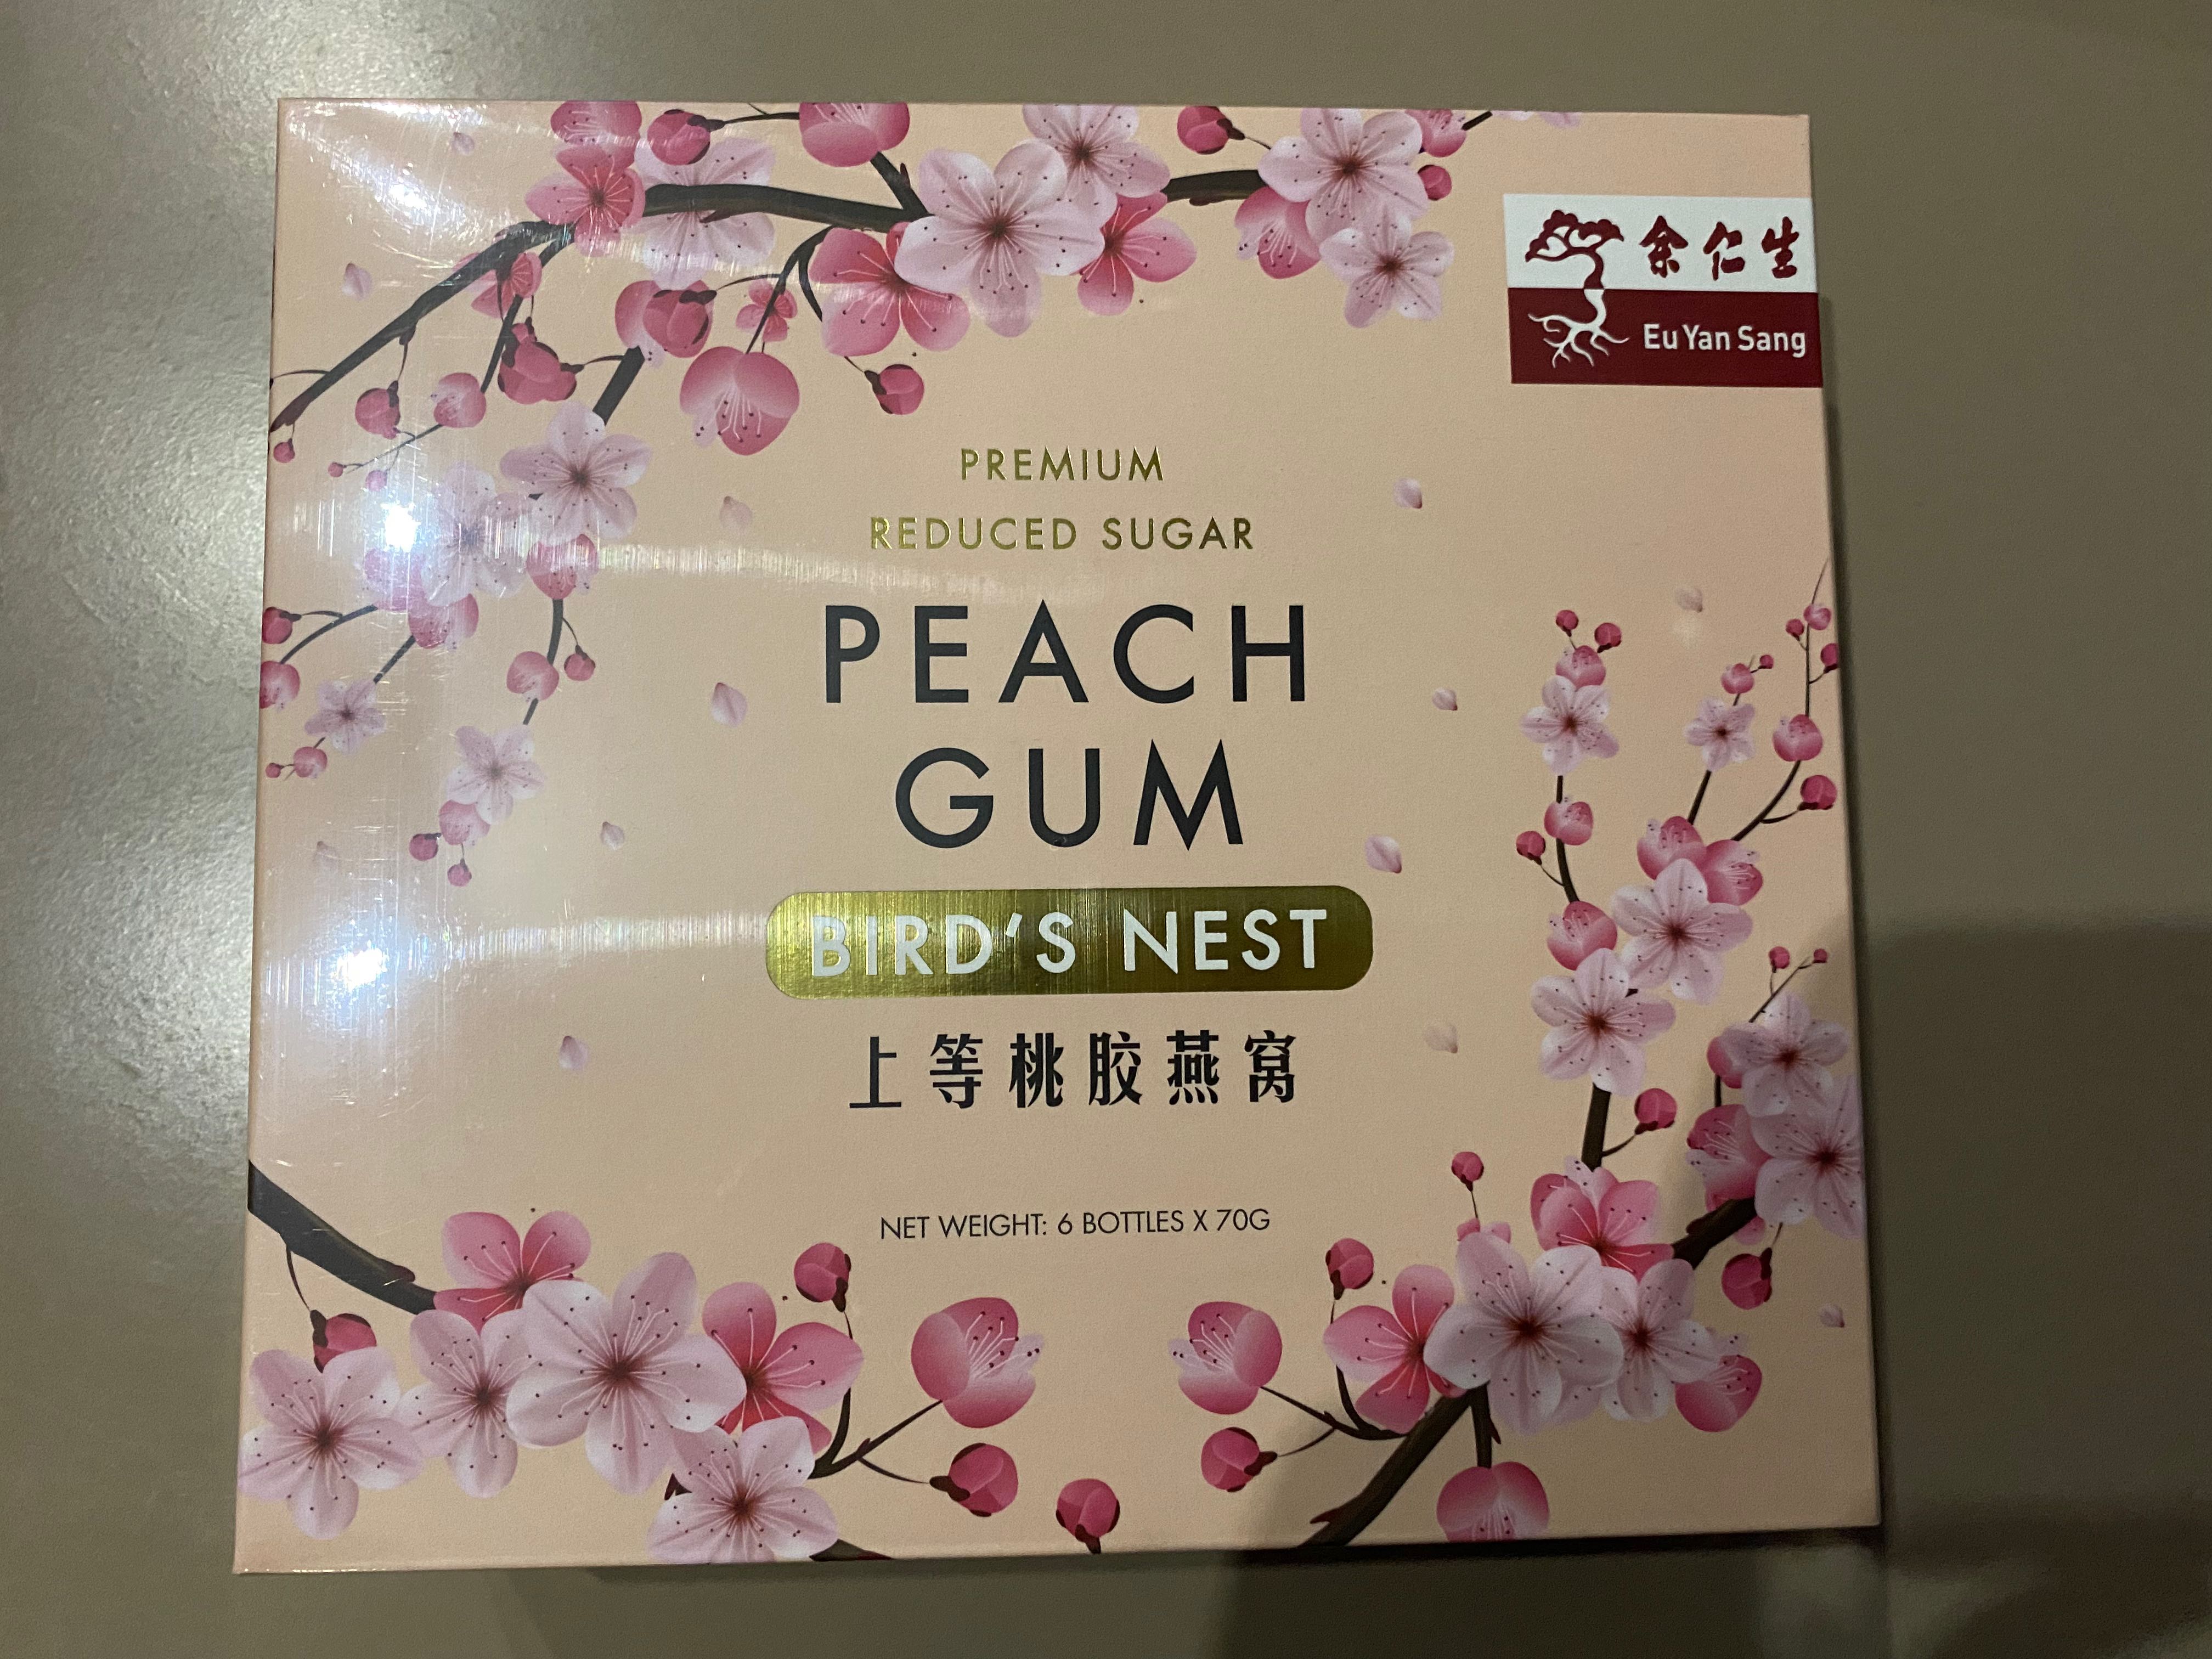 余仁生
Eu Yan Sang
PREMIUM
REDUCED SUGAR
PEACH
GUM
BIRD'S NEST
上等桃胶燕窝
NET WEIGHT: 6 BOTTLES X 70G